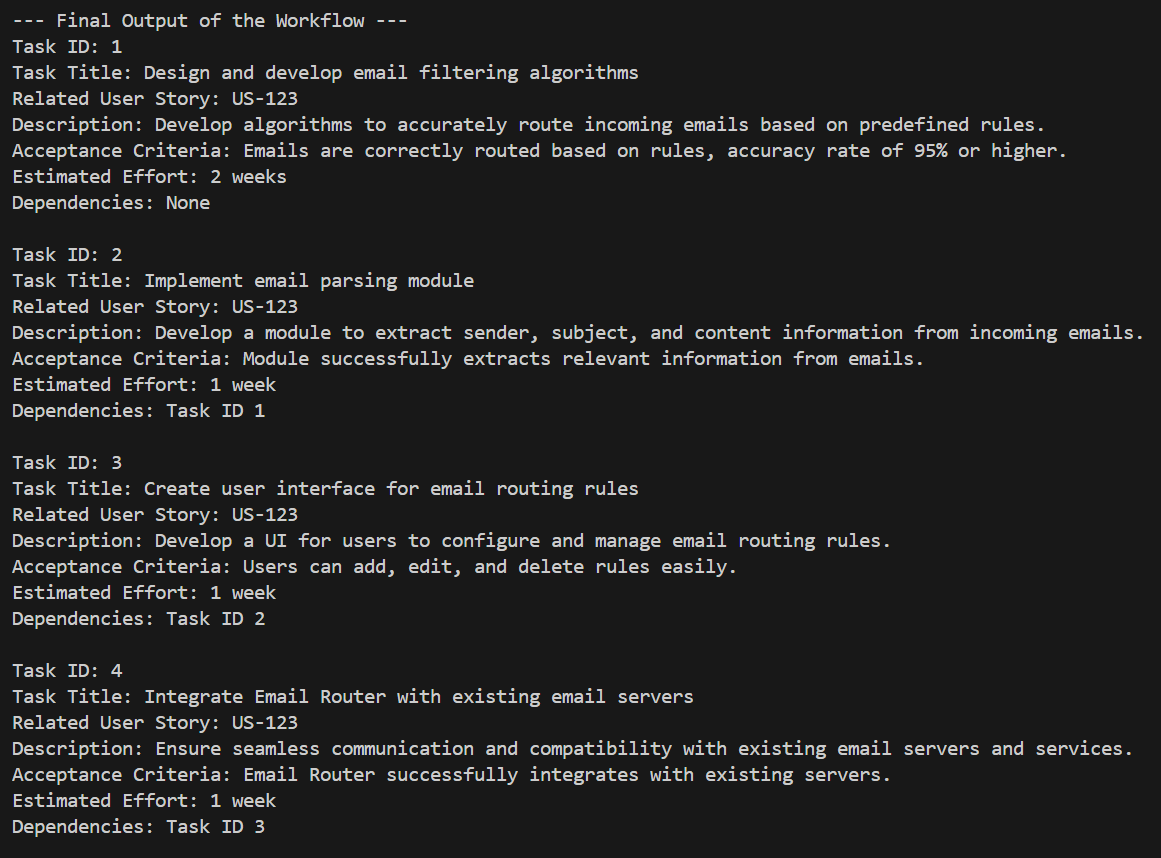 --- Final Output of the Workflow ---
Task ID: 1
Task Title: Design and develop email filtering algorithms
Related User Story: US-123
Description: Develop algorithms to accurately route incoming emails based on predefined rules.
Acceptance Criteria: Emails are correctly routed based on rules, accuracy rate of 95% or higher.
Estimated Effort: 2 weeks
Dependencies: None

Task ID: 2
Task Title: Implement email parsing module
Related User Story: US-123
Description: Develop a module to extract sender, subject, and content information from incoming emails.
Acceptance Criteria: Module successfully extracts relevant information from emails.
Estimated Effort: 1 week
Dependencies: Task ID 1

Task ID: 3
Task Title: Create user interface for email routing rules
Related User Story: US-123
Description: Develop a UI for users to configure and manage email routing rules.
Acceptance Criteria: Users can add, edit, and delete rules easily.
Estimated Effort: 1 week
Dependencies: Task ID 2

Task ID: 4
Task Title: Integrate Email Router with existing email servers
Related User Story: US-123
Description: Ensure seamless communication and compatibility with existing email servers and services.
Acceptance Criteria: Email Router successfully integrates with existing servers.
Estimated Effort: 1 week
Dependencies: Task ID 3